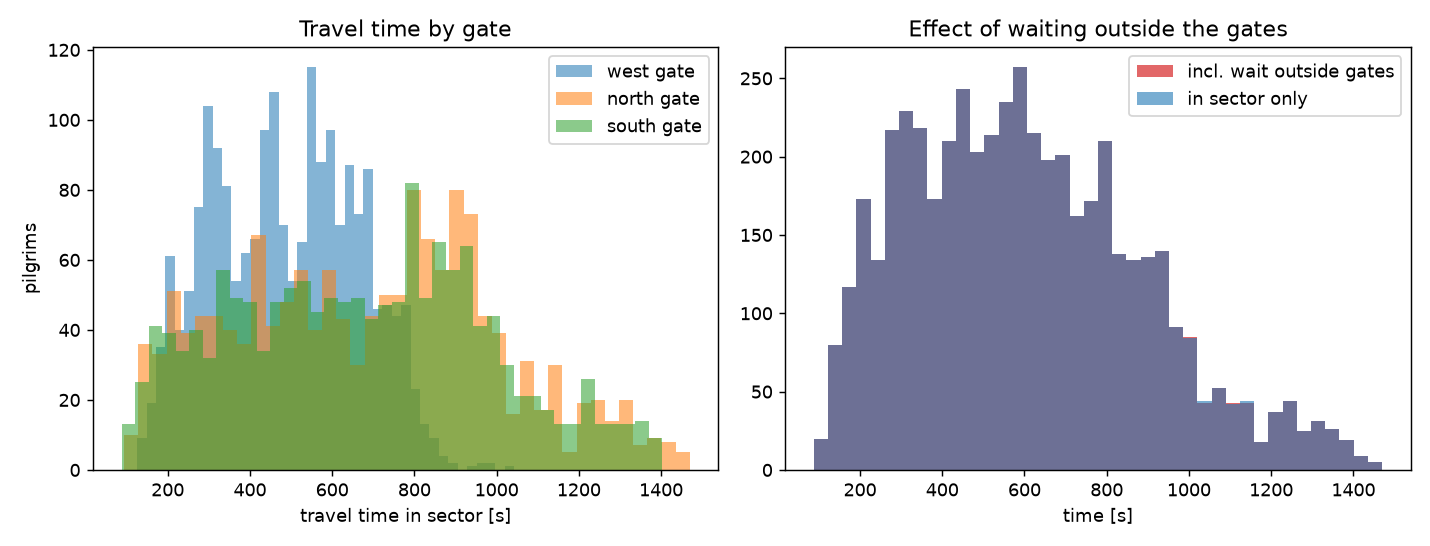 Travel time by gate
120
100
80
60
40
20
0
pilgrims
west gate
north gate
south gate
200 400 600 800 1000 1200 1400
travel time in sector [s]
Effect of waiting outside the gates
250
200
150
100
50
0
incl. wait outside gates
in sector only
200 400 600 800 1000 1200 1400
time [s]